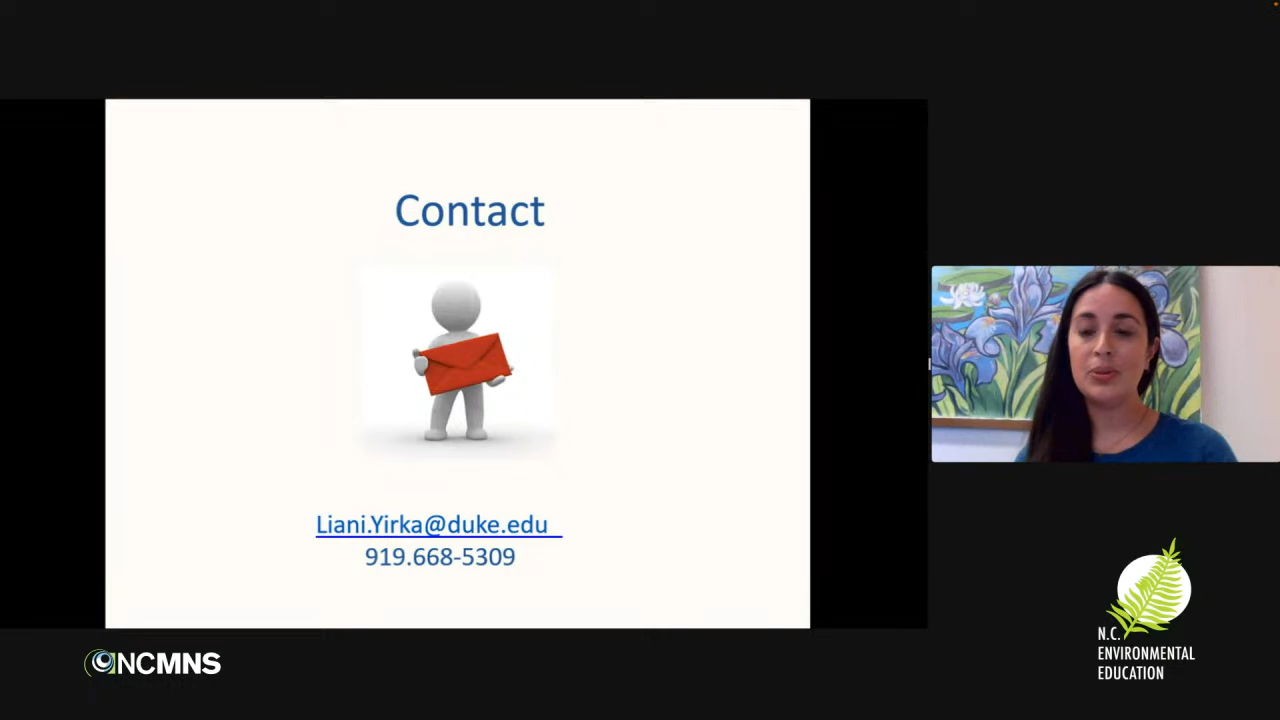 Contact
Liani.Yirka@duke.edu
919.668-5309
NCMNS
N.C.
ENVIRONMENTAL
EDUCATION